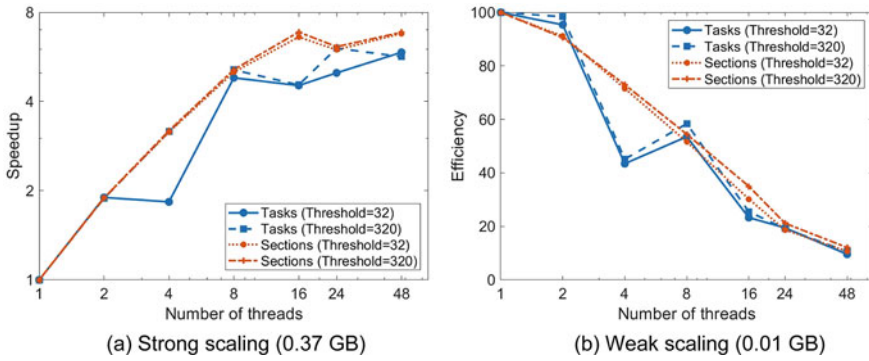 8
4
2
1
Speedup
Tasks (Threshold=32)
Tasks (Threshold=320)
Sections (Threshold=32)
Sections (Threshold=320)
1 2 4 8 16 24 48
Number of threads
(a) Strong scaling (0.37 GB)
100
80
60
40
20
0
Efficiency
Tasks (Threshold=32)
Tasks (Threshold=320)
Sections (Threshold=32)
Sections (Threshold=320)
1 2 4 8 16 24 48
Number of threads
(b) Weak scaling (0.01 GB)